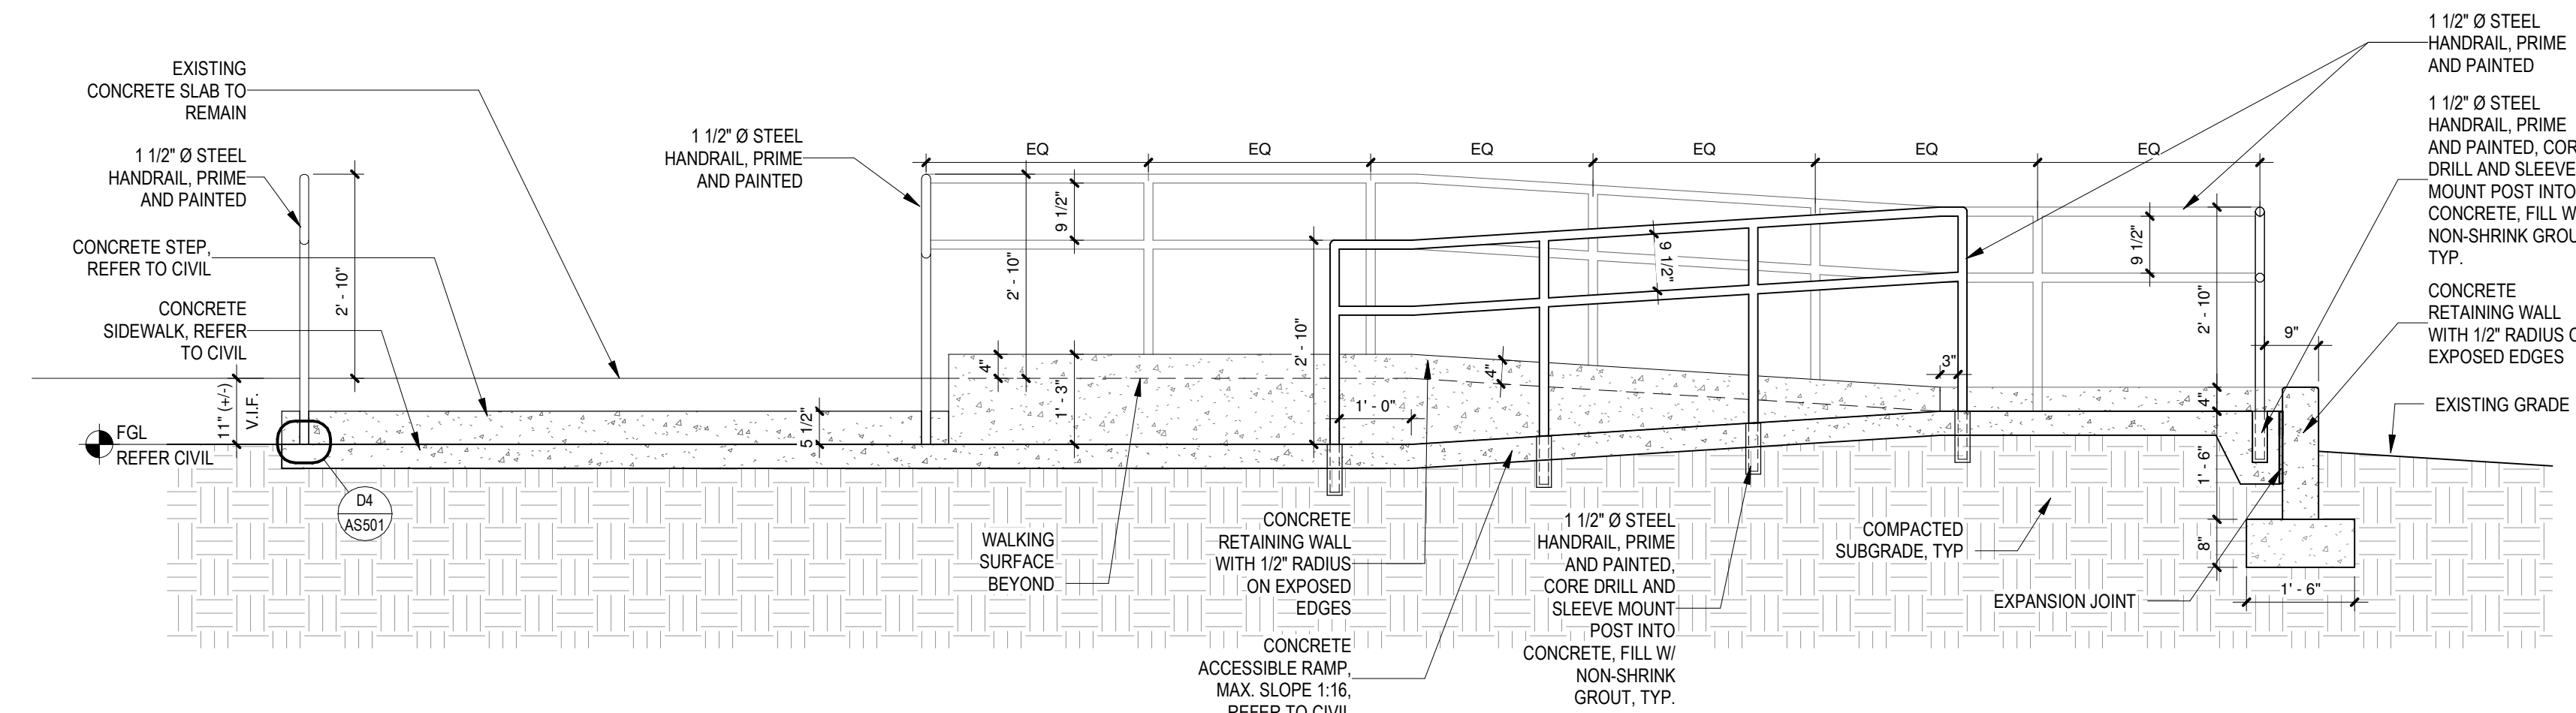 EXISTING
CONCRETE SLAB TO
REMAIN
1 1/2" Ø STEEL
HANDRAIL, PRIME
AND PAINTED
CONCRETE STEP,
REFER TO CIVIL
CONCRETE
SIDEWALK, REFER
TO CIVIL
11" (+/-)
V.I.F.
FGL
REFER CIVIL
2' - 10"
D4
AS501
1 1/2" Ø STEEL
HANDRAIL, PRIME
AND PAINTED
5 1/2"
EQ
EQ
EQ
EQ
EQ
EQ
9 1/2"
2' - 10"
4"
1' - 3"
2' - 10"
1' - 0"
4"
9 1/2"
3"
9 1/2"
2' - 10"
4"
1' - 6"
8"
9"
1' - 6"
WALKING
SURFACE
BEYOND
CONCRETE
RETAINING WALL
WITH 1/2" RADIUS
ON EXPOSED
EDGES
CONCRETE
ACCESSIBLE RAMP,
MAX. SLOPE 1:16,
REFER TO CIVIL
1 1/2" Ø STEEL
HANDRAIL, PRIME
AND PAINTED,
CORE DRILL AND
SLEEVE MOUNT
POST INTO
CONCRETE, FILL W/
NON-SHRINK
GROUT, TYP.
COMPACTED
SUBGRADE, TYP
EXPANSION JOINT
1 1/2" Ø STEEL
HANDRAIL, PRIME
AND PAINTED
1 1/2" Ø STEEL
HANDRAIL, PRIME
AND PAINTED, COR
DRILL AND SLEEVE
MOUNT POST INTO
CONCRETE, FILL W
NON-SHRINK GROU
TYP.
CONCRETE
RETAINING WALL
WITH 1/2" RADIUS
EXPOSED EDGES
EXISTING GRADE